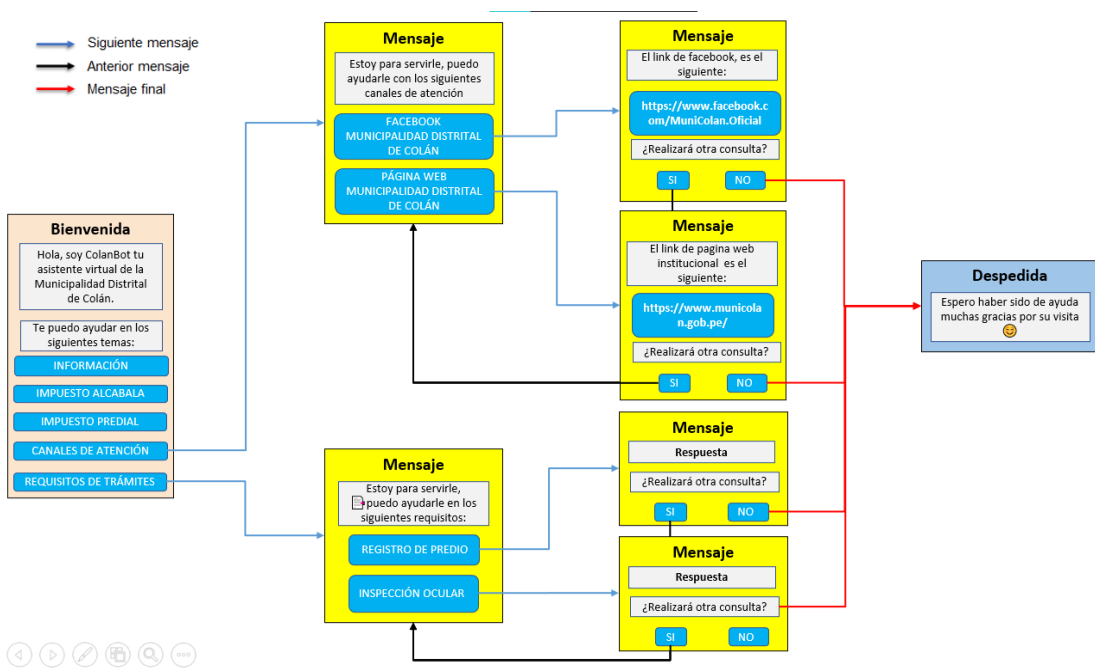 Siguiente mensaje
Anterior mensaje
Mensaje final
Bienvenida
Hola, soy ColanBot tu
asistente virtual de la
Municipalidad Distrital
de Colán.
Te puedo ayudar en los
siguientes temas:
INFORMACIÓN
IMPUESTO ALCABALA
IMPUESTO PREDIAL
CANALES DE ATENCIÓN
REQUISITOS DE TRÁMITES
Mensaje
Estoy para servirle, puedo
ayudarle con los siguientes
canales de atención
FACEBOOK
MUNICIPALIDAD DISTRITAL
DE COLÁN
PÁGINA WEB
MUNICIPALIDAD DISTRITAL
DE COLÁN
Mensaje
El link de facebook, es el
siguiente:
https://www.facebook.c
om/MuniColan.Oficial
¿Realizará otra consulta?
SI
NO
Mensaje
El link de pagina web
institucional es el
siguiente:
https://www.municola
n.gob.pe/
¿Realizará otra consulta?
SI
NO
Mensaje
Estoy para servirle,
puedo ayudarle en los
siguientes requisitos:
REGISTRO DE PREDIO
INSPECCIÓN OCULAR
Mensaje
Respuesta
¿Realizará otra consulta?
SI
NO
Mensaje
Respuesta
¿Realizará otra consulta?
SI
NO
Despedida
Espero haber sido de ayuda
muchas gracias por su visita
😊